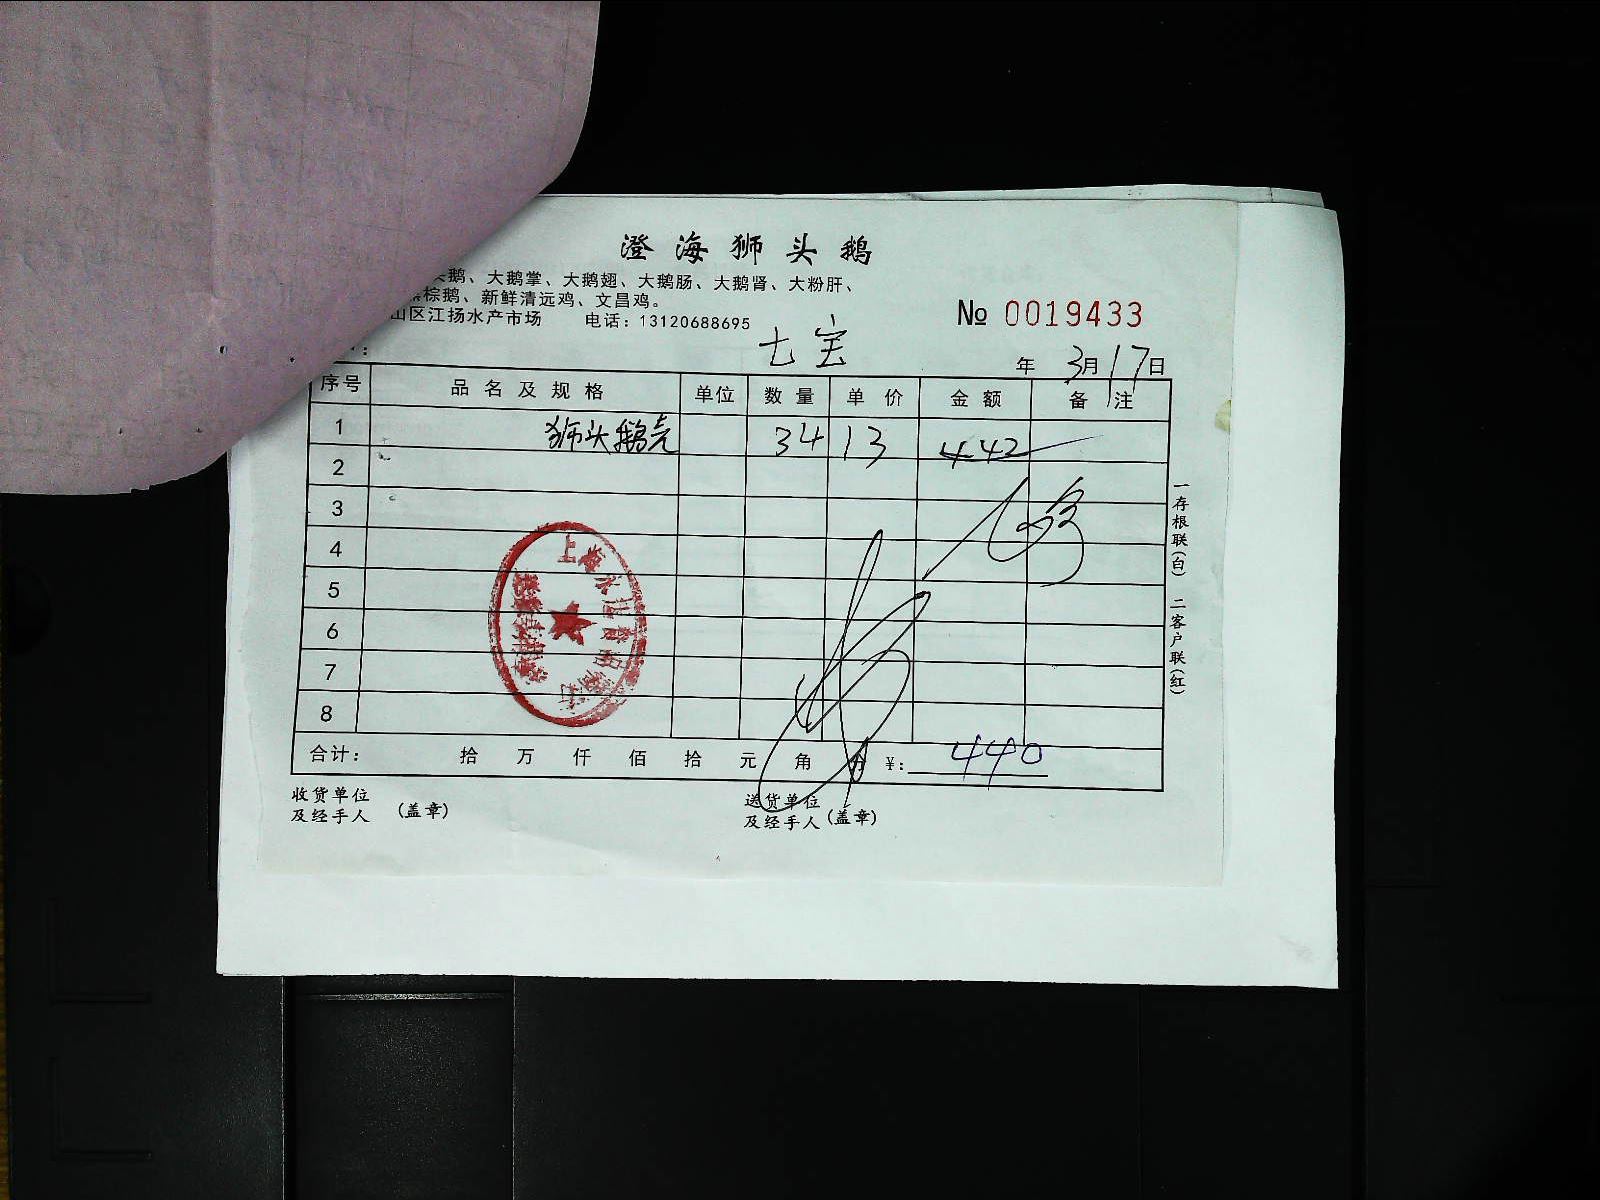 澄海狮头鹅
头鹅、大鹅掌、大鹅翅、大鹅肠、大鹅肾、大粉肝、
棕鹅、新鲜清远鸡、文昌鸡。
山区江扬水产市场 电话：13120688695
№ 0019433
七宝
年 3月17日
序号 品名及规格 单位 数量 单价 金额 备注
1 狮头鹅壳 34 13 442
2
3
4
5
6
7
8
合计： 拾 万 仟 佰 拾 元 角 分 ¥：440
收货单位
及经手人 (盖章)
送货单位
及经手人 (盖章)
一存根联(白) 二客户联(红)
上海